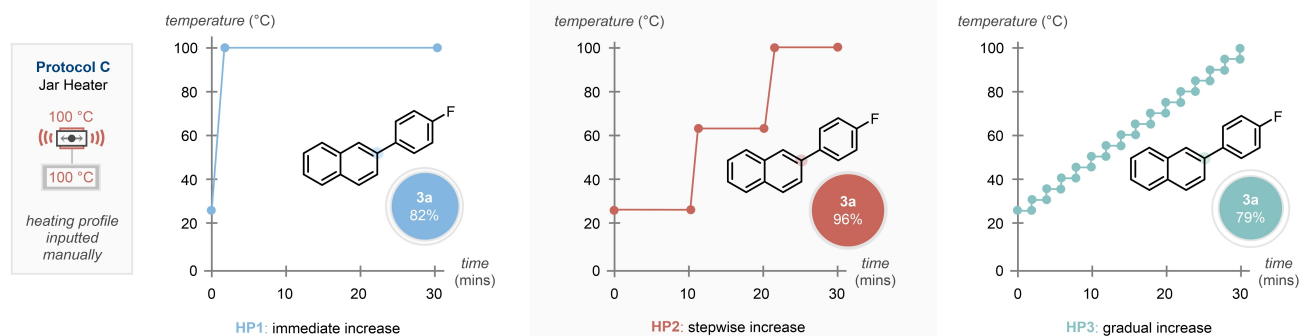 Protocol C
Jar Heater
100 °C
100 °C
heating profile
inputted
manually
temperature (°C)
100
80
60
40
20
0
0
10
20
30
time
(mins)
F
3a
82%
HP1: immediate increase
temperature (°C)
100
80
60
40
20
0
0
10
20
30
time
(mins)
F
3a
96%
HP2: stepwise increase
temperature (°C)
100
80
60
40
20
0
0
10
20
30
time
(mins)
F
3a
79%
HP3: gradual increase